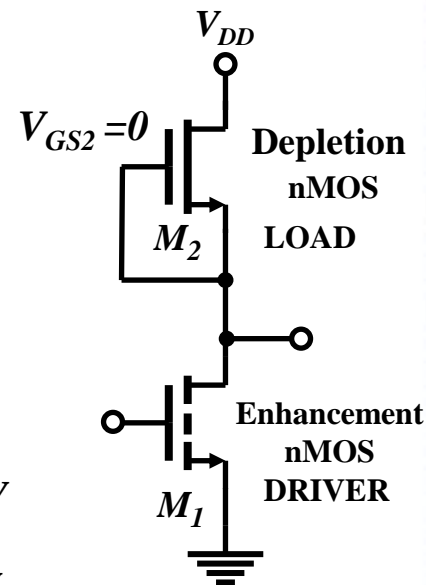 V_DD
V_GS2 =0
Depletion
nMOS
LOAD
M_2
Enhancement
nMOS
DRIVER
M_1